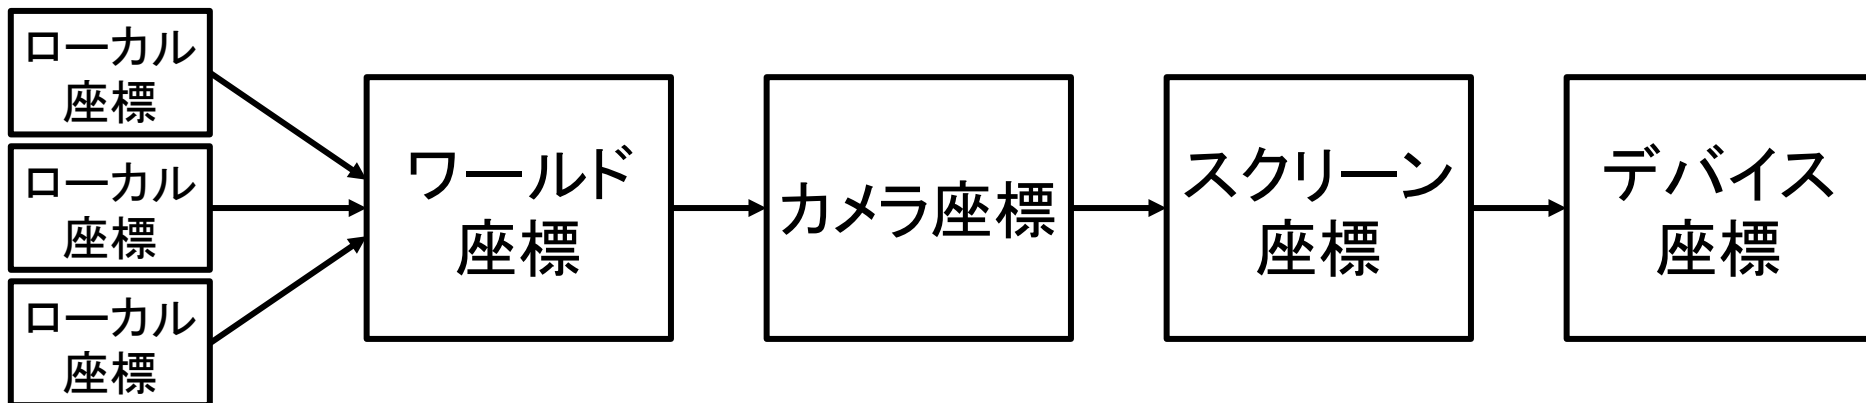 ローカル
座標
ローカル
座標
ローカル
座標
ワールド
座標
カメラ座標
スクリーン
座標
デバイス
座標